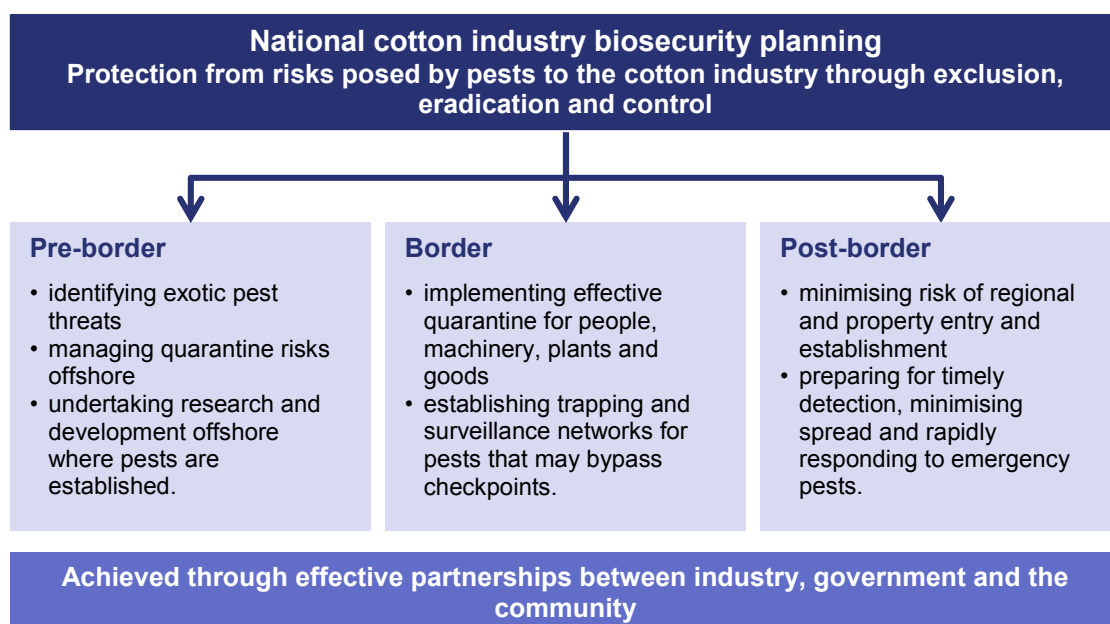 National cotton industry biosecurity planning
Protection from risks posed by pests to the cotton industry through exclusion,
eradication and control
Pre-border
• identifying exotic pest
threats
• managing quarantine risks
offshore
• undertaking research and
development offshore
where pests are
established.
Border
• implementing effective
quarantine for people,
machinery, plants and
goods
• establishing trapping and
surveillance networks for
pests that may bypass
checkpoints.
Post-border
• minimising risk of regional
and property entry and
establishment
• preparing for timely
detection, minimising
spread and rapidly
responding to emergency
pests.
Achieved through effective partnerships between industry, government and the
community